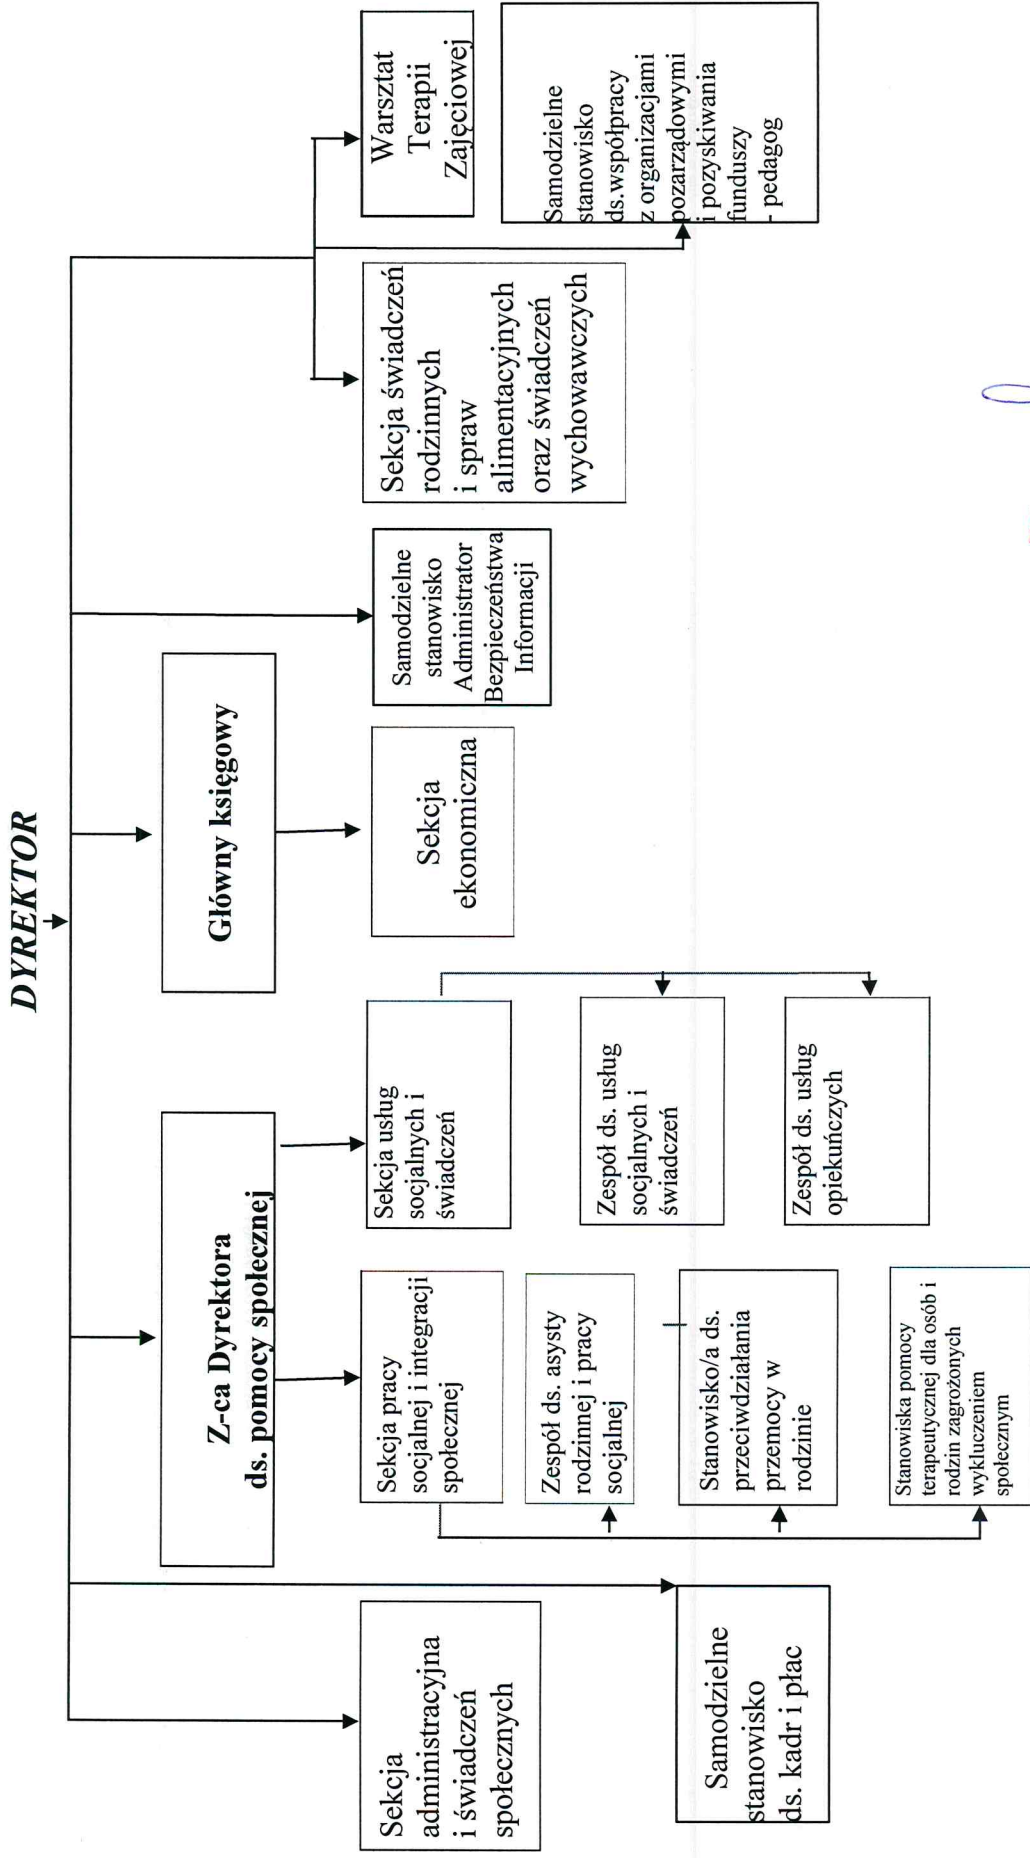 DYREKTOR
Z-ca Dyrektora
ds. pomocy społecznej
Główny księgowy
Sekcja
administracyjna
i świadczeń
społecznych
Sekcja pracy
socjalnej i integracji
społecznej
Sekcja usług
socjalnych i
świadczeń
Sekcja
ekonomiczna
Samodzielne
stanowisko
Administrator
Bezpieczeństwa
Informacji
Sekcja świadczeń
rodzinnych
i spraw
alimentacyjnych
oraz świadczeń
wychowawczych
Warsztat
Terapii
Zajęciowej
Samodzielne
stanowisko
ds.współpracy
z organizacjami
pozarządowymi
i pozyskiwania
funduszy
- pedagog
Zespół ds. asysty
rodzinnej i pracy
socjalnej
Zespół ds. usług
socjalnych i
świadczeń
Samodzielne
stanowisko
ds. kadr i płac
Stanowisko/a ds.
przeciwdziałania
przemocy w
rodzinie
Zespół ds. usług
opiekuńczych
Stanowiska pomocy
terapeutycznej dla osób i
rodzin zagrożonych
wykluczeniem
społecznym